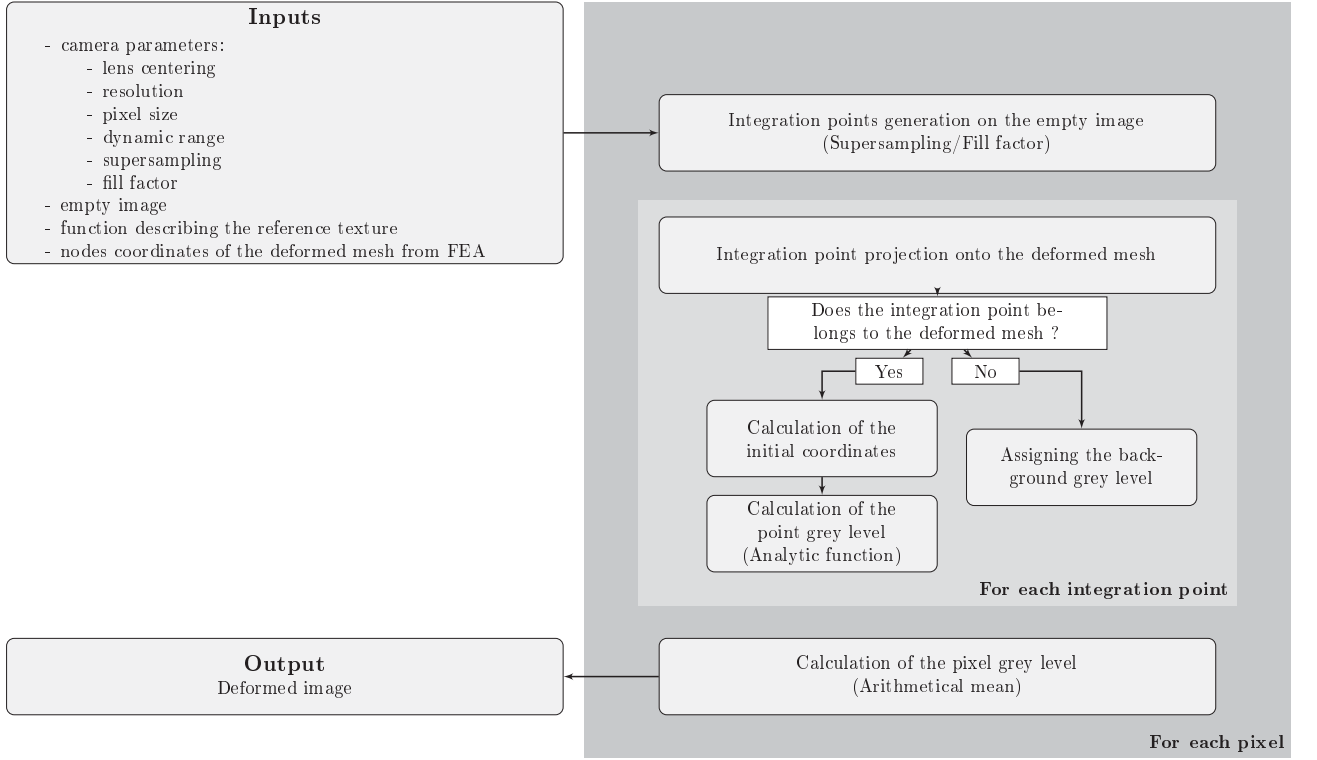 Inputs
- camera parameters:
- lens centering
- resolution
- pixel size
- dynamic range
- supersampling
- fill factor
- empty image
- function describing the reference texture
- nodes coordinates of the deformed mesh from FEA
Integration points generation on the empty image
(Supersampling/Fill factor)
Integration point projection onto the deformed mesh
Does the integration point be-
longs to the deformed mesh ?
Yes
No
Calculation of the
initial coordinates
Assigning the back-
ground grey level
Calculation of the
point grey level
(Analytic function)
For each integration point
Calculation of the pixel grey level
(Arithmetical mean)
For each pixel
Output
Deformed image